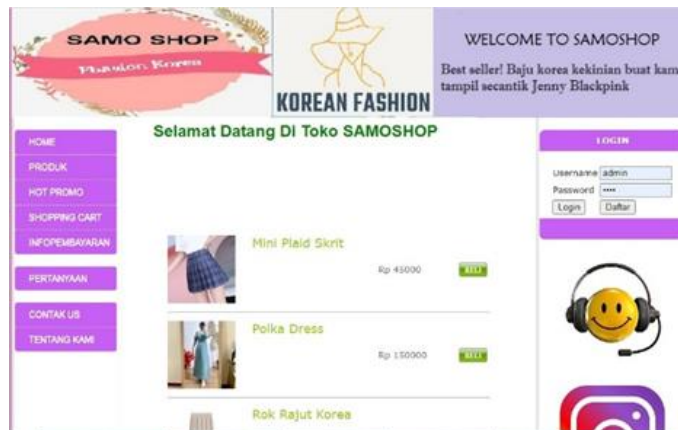 SAMO SHOP
Phasion Korea
KOREAN FASHION
WELCOME TO SAMOSHOP
Best seller! Baju korea kekinian buat kam
tampil secantik Jenny Blackpink
HOME
PRODUK
HOT PROMO
SHOPPING CART
INFOPEMBAYARAN
PERTANYAAN
CONTAK US
TENTANG KAMI
Selamat Datang Di Toko SAMOSHOP
Mini Plaid Skrit
Rp 45000
BELI
Polka Dress
Rp 150000
BELI
Rok Rajut Korea
LOGIN
Username admin
Password ••••
Login Daftar